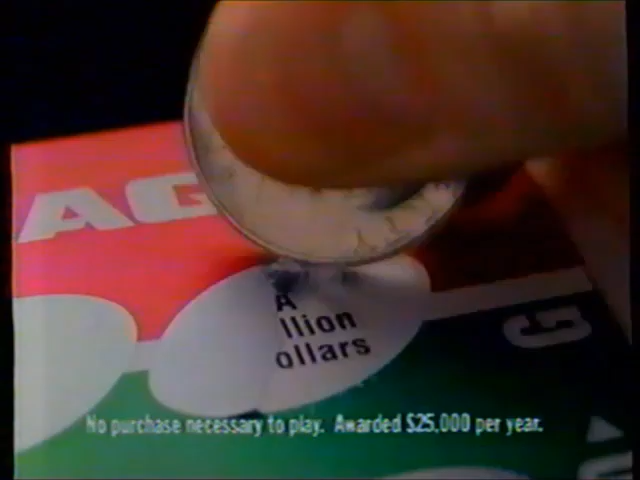 AG
A
llion
ollars
G
No purchase necessary to play. Awarded $25,000 per year.